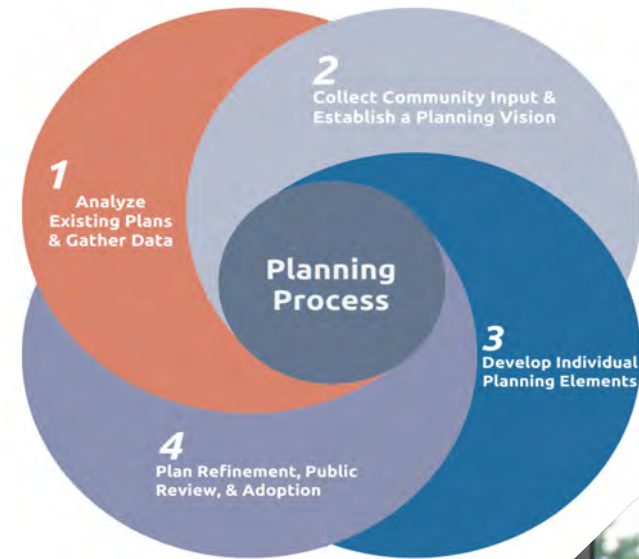 1
Analyze
Existing Plans
& Gather Data
2
Collect Community Input &
Establish a Planning Vision
Planning
Process
3
Develop Individual
Planning Elements
4
Plan Refinement, Public
Review, & Adoption